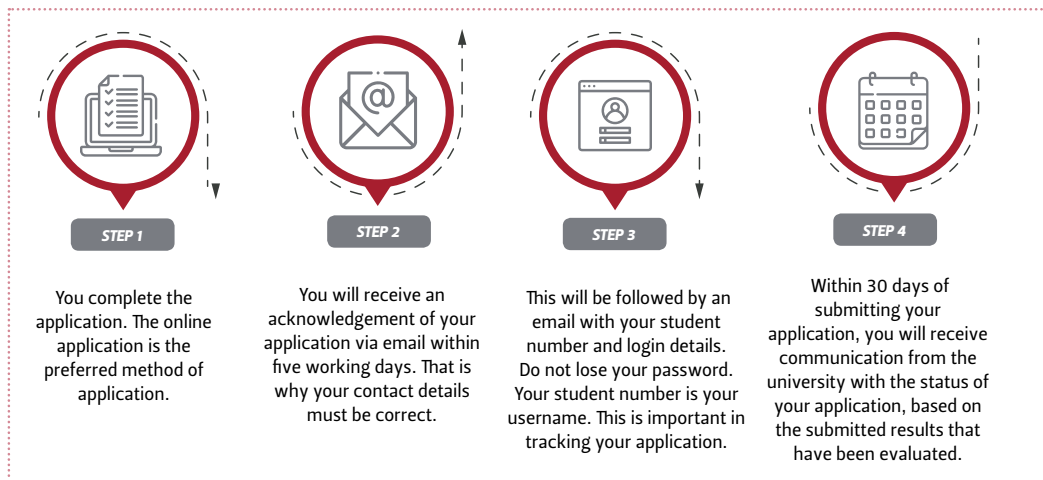 STEP 1
You complete the
application. The online
application is the
preferred method of
application.
STEP 2
You will receive an
acknowledgement of your
application via email within
five working days. That is
why your contact details
must be correct.
STEP 3
This will be followed by an
email with your student
number and login details.
Do not lose your password.
Your student number is your
username. This is important in
tracking your application.
STEP 4
Within 30 days of
submitting your
application, you will receive
communication from the
university with the status of
your application, based on
the submitted results that
have been evaluated.